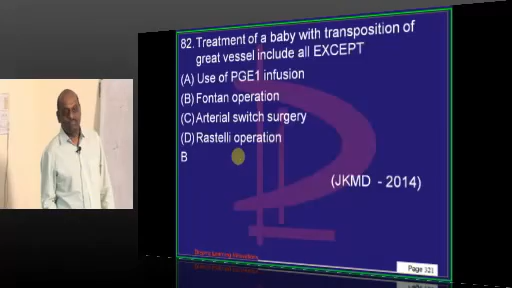 82. Treatment of a baby with transposition of
great vessel include all EXCEPT
(A) Use of PGE1 infusion
(B) Fontan operation
(C) Arterial switch surgery
(D) Rastelli operation
B
(JKMD - 2014)
Page 321